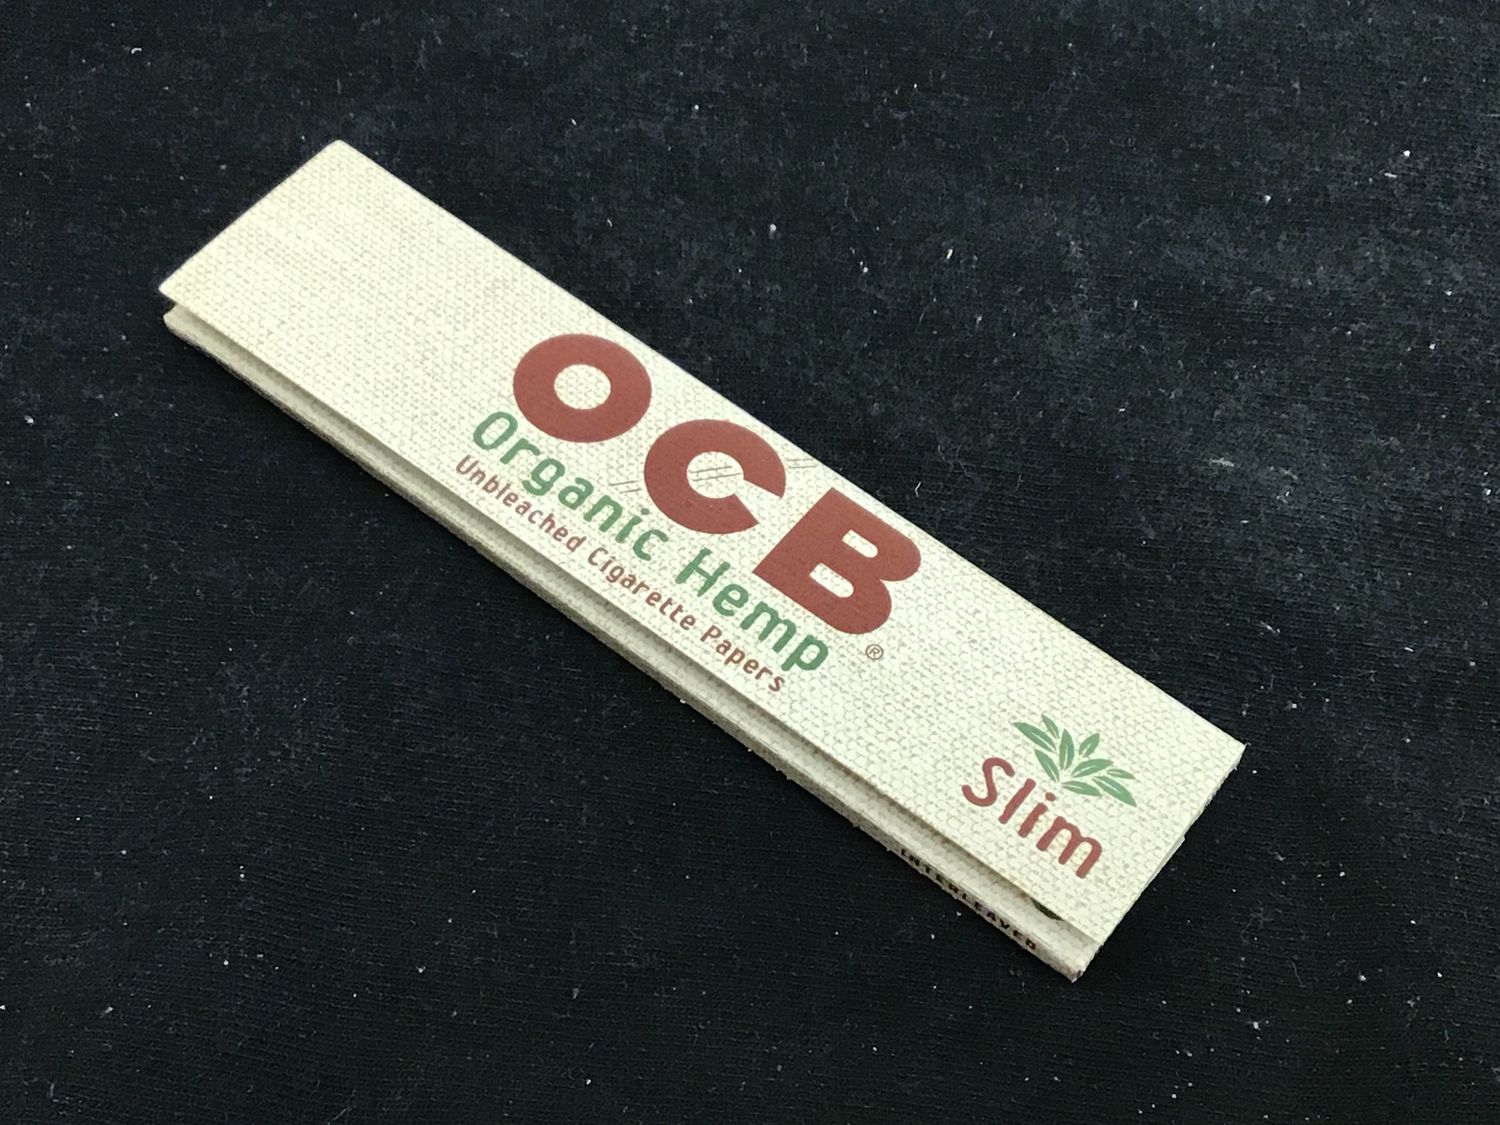 OCB®
Organic Hemp
Unbleached Cigarette Papers
Slim
INTERLEAVED